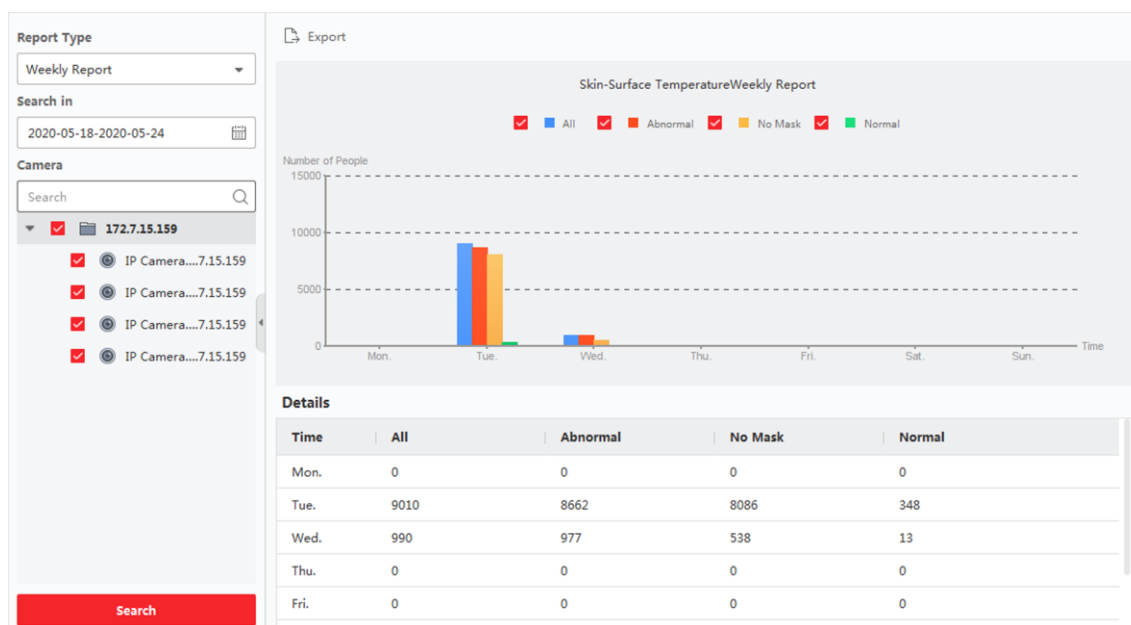 Report Type
Weekly Report
Search in
2020-05-18-2020-05-24
Camera
Search
172.7.15.159
IP Camera....7.15.159
IP Camera....7.15.159
IP Camera....7.15.159
IP Camera....7.15.159
Search
Export
Skin-Surface TemperatureWeekly Report
All Abnormal No Mask Normal
Number of People
15000
10000
5000
0
Mon. Tue. Wed. Thu. Fri. Sat. Sun. Time
Details
Time All Abnormal No Mask Normal
Mon. 0 0 0 0
Tue. 9010 8662 8086 348
Wed. 990 977 538 13
Thu. 0 0 0 0
Fri. 0 0 0 0